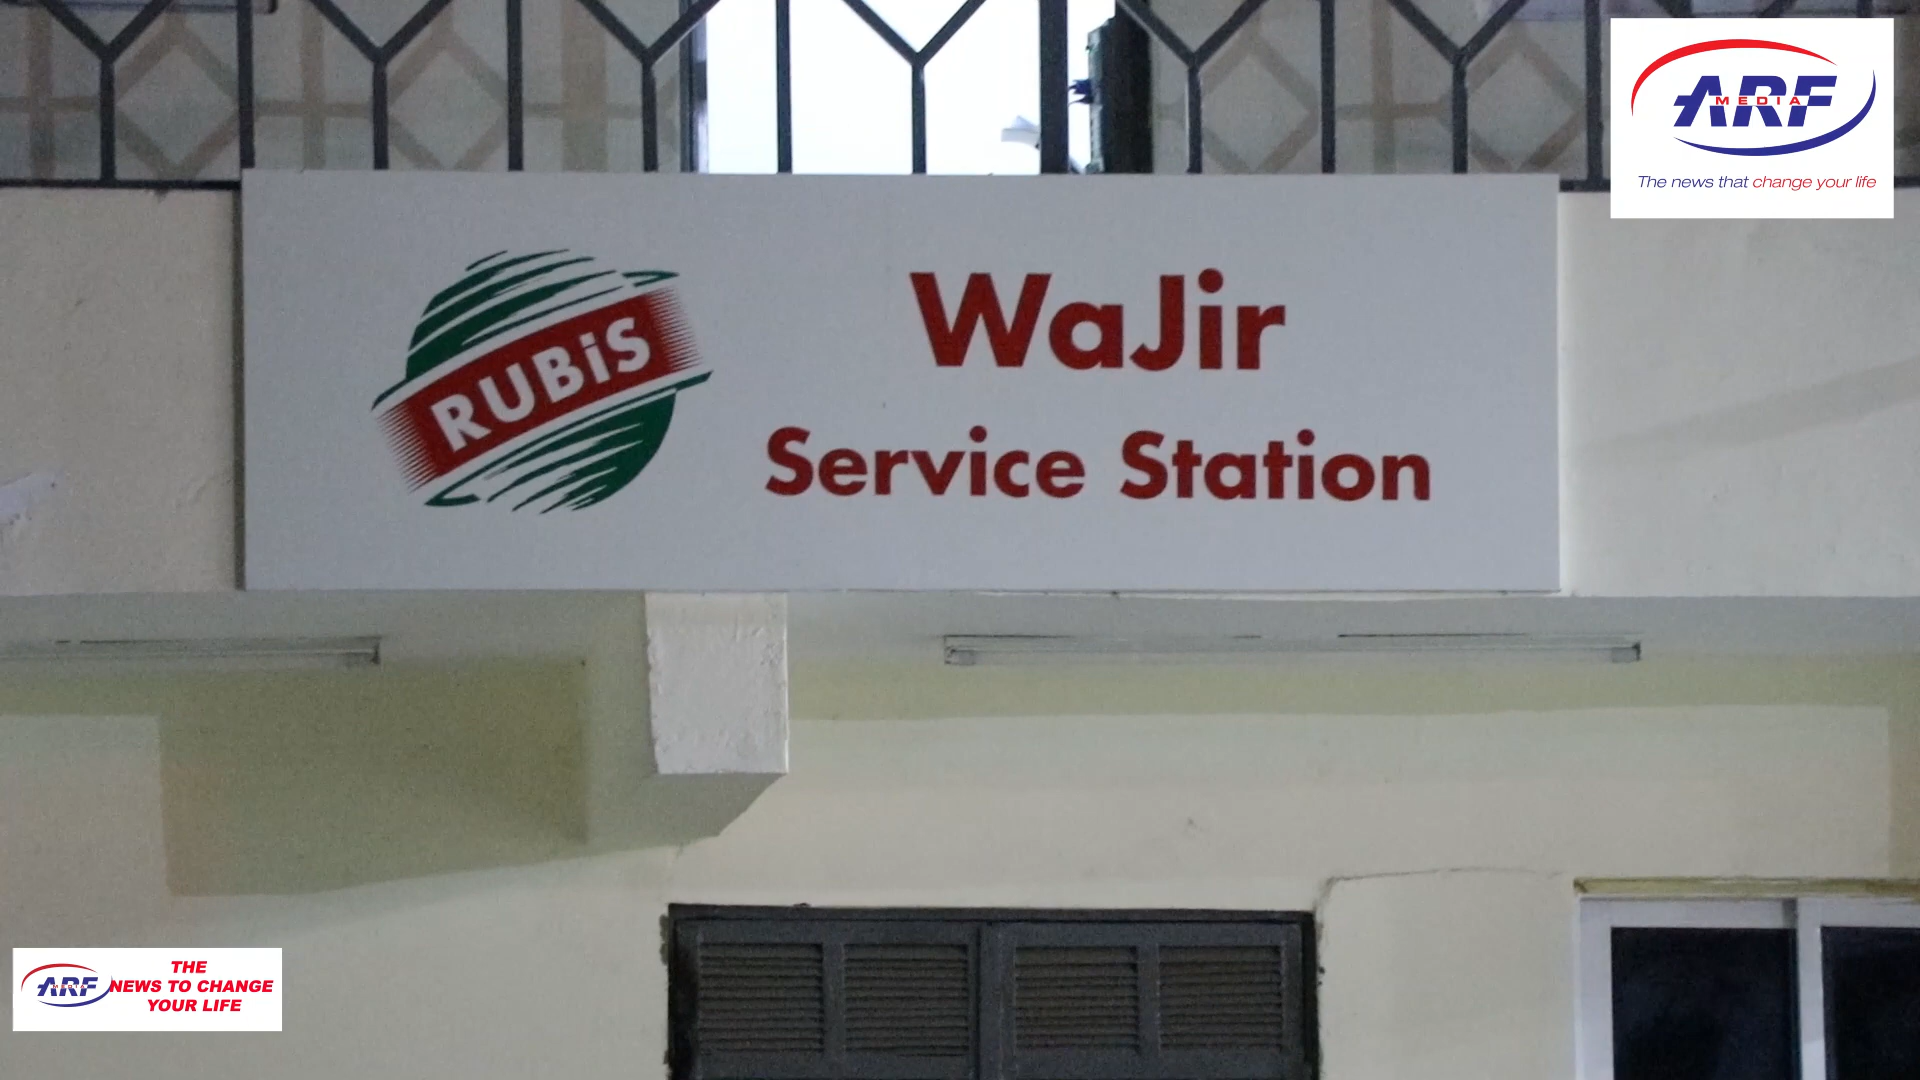 ARF
MEDIA
The news that change your life
RUBiS
WaJir
Service Station
ARF
MEDIA
THE
NEWS TO CHANGE
YOUR LIFE